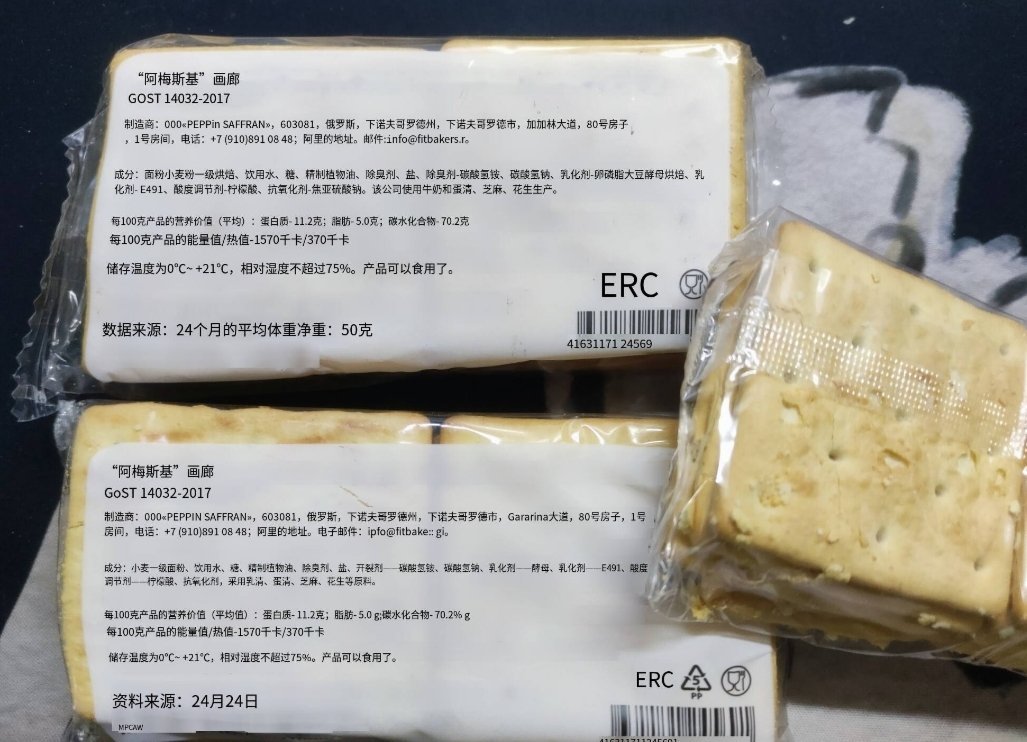 “阿梅斯基”画廊
GOST 14032-2017
制造商：000«PEPPin SAFFRAN»，603081，俄罗斯，下诺夫哥罗德州，下诺夫哥罗德市，加加林大道，80号房子
，1号房间，电话：+7 (910)891 08 48；阿里的地址。邮件:info@fitbakers.r。
成分：面粉小麦粉一级烘焙、饮用水、糖、精制植物油、除臭剂、盐、除臭剂-碳酸氢铵、碳酸氢钠、乳化剂-卵磷脂大豆酵母烘焙、乳
化剂- E491、酸度调节剂-柠檬酸、抗氧化剂-焦亚硫酸钠。该公司使用牛奶和蛋清、芝麻、花生生产。
每100克产品的营养价值（平均）：蛋白质- 11.2克；脂肪- 5.0克；碳水化合物- 70.2克
每100克产品的能量值/热值-1570千卡/370千卡
储存温度为0℃~ +21℃，相对湿度不超过75%。产品可以食用了。
ERC
数据来源：24个月的平均体重净重：50克
41631171 24569
“阿梅斯基”画廊
GoST 14032-2017
制造商：000«PEPPIN SAFFRAN»，603081，俄罗斯，下诺夫哥罗德州，下诺夫哥罗德市，Gararina大道，80号房子，1号
房间，电话：+7 (910)891 08 48；阿里的地址。电子邮件：ipfo@fitbake:: gi。
成分：小麦一级面粉、饮用水、糖、精制植物油、除臭剂、盐、开裂剂——碳酸氢铵、碳酸氢钠、乳化剂——酵母、乳化剂——E491、酸度
调节剂——柠檬酸、抗氧化剂，采用乳清、蛋清、芝麻、花生等原料。
每100克产品的营养价值（平均值）：蛋白质- 11.2克；脂肪- 5.0 g;碳水化合物- 70.2% g
每100克产品的能量值/热值-1570千卡/370千卡
储存温度为0℃~ +21℃，相对湿度不超过75%。产品可以食用了。
ERC
5
PP
资料来源：24月24日
MPCAW